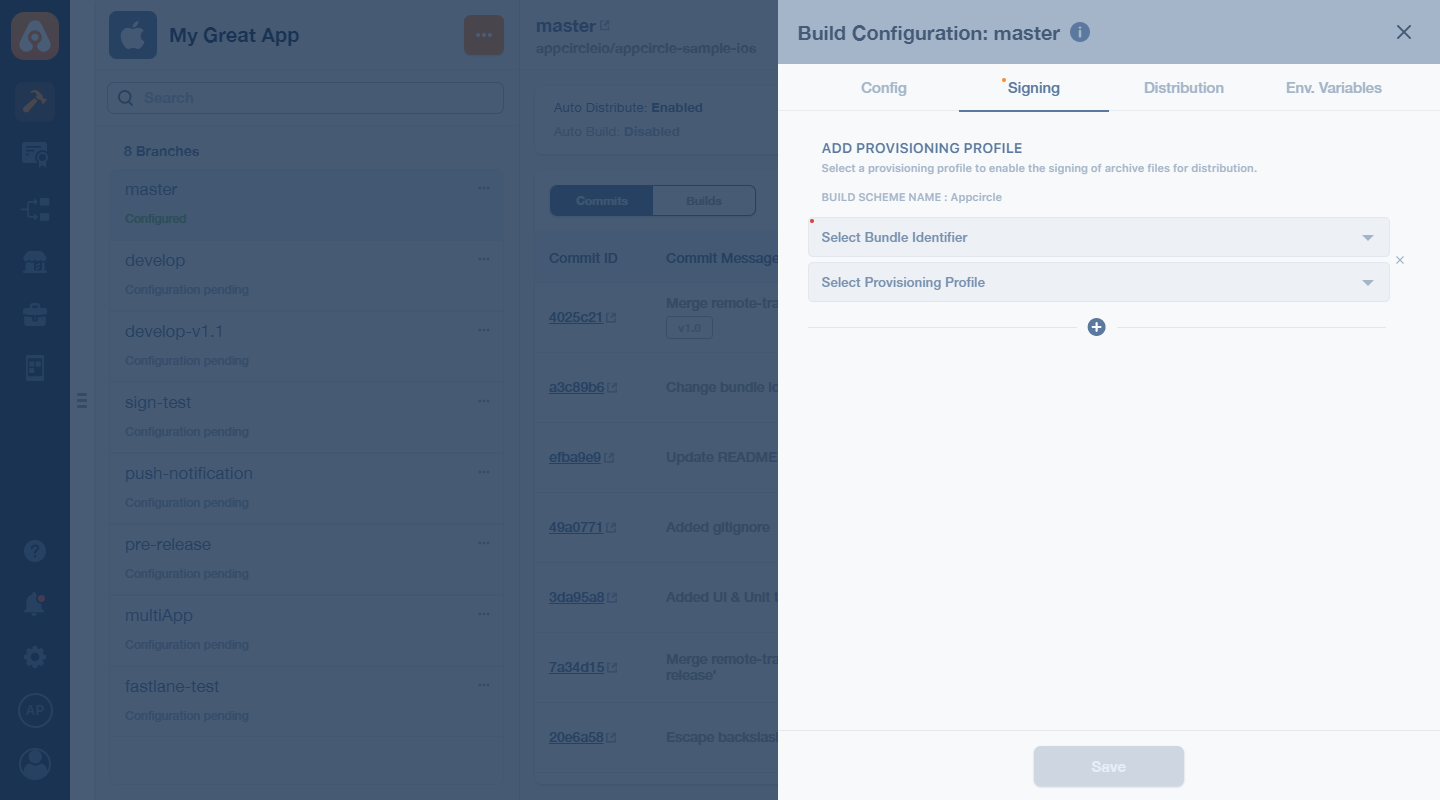 My Great App
Search
8 Branches
master
Configured
develop
Configuration pending
develop-v1.1
Configuration pending
sign-test
Configuration pending
push-notification
Configuration pending
pre-release
Configuration pending
multiApp
Configuration pending
fastlane-test
Configuration pending
AP
master
appcircleio/appcircle-sample-ios
Auto Distribute: Enabled
Auto Build: Disabled
Commits Builds
Commit ID Commit Message
4025c21 Merge remote-tra
v1.0
a3c89b6 Change bundle id
efba9e9 Update README
49a0771 Added gitignore
3da95a8 Added UI & Unit
7a34d15 Merge remote-tra
release'
20e6a58 Escape backslas
Build Configuration: master
Config Signing Distribution Env. Variables
ADD PROVISIONING PROFILE
Select a provisioning profile to enable the signing of archive files for distribution.
BUILD SCHEME NAME : Appcircle
Select Bundle Identifier
Select Provisioning Profile
Save